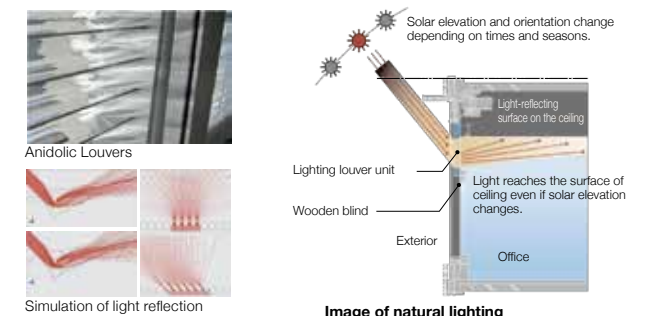 Anidolic Louvers
Simulation of light reflection
Solar elevation and orientation change
depending on times and seasons.
Light-reflecting
surface on the ceiling
Lighting louver unit
Light reaches the surface of
ceiling even if solar elevation
changes.
Wooden blind
Exterior
Office
Image of natural lighting